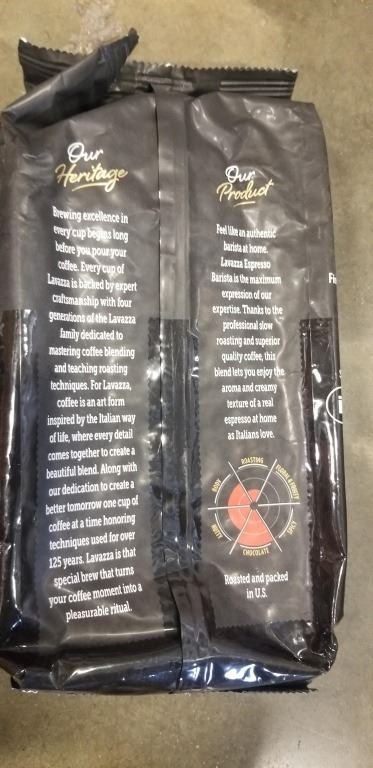 Our
Heritage
Brewing excellence in
every cup begins long
before you pour your
coffee. Every cup of
Lavazza is backed by expert
craftsmanship with four
generations of the Lavazza
family dedicated to
mastering coffee blending
and teaching roasting
techniques. For Lavazza,
coffee is an art form
inspired by the Italian way
of life, where every detail
comes together to create a
beautiful blend. Along with
our dedication to create a
better tomorrow one cup of
coffee at a time honoring
techniques used for over
125 years. Lavazza is that
special brew that turns
your coffee moment into a
pleasurable ritual.
Our
Product
Feel like an authentic
barista at home.
Lavazza Espresso
Barista is the maximum
expression of our
expertise. Thanks to the
professional slow
roasting and superior
quality coffee, this
blend lets you enjoy the
aroma and creamy
texture of a real
espresso at home
as Italians love.
ROASTING
BODY
FLORAL & FRUITY
NUTTY
SPICY
CHOCOLATE
Roasted and packed
in U.S.